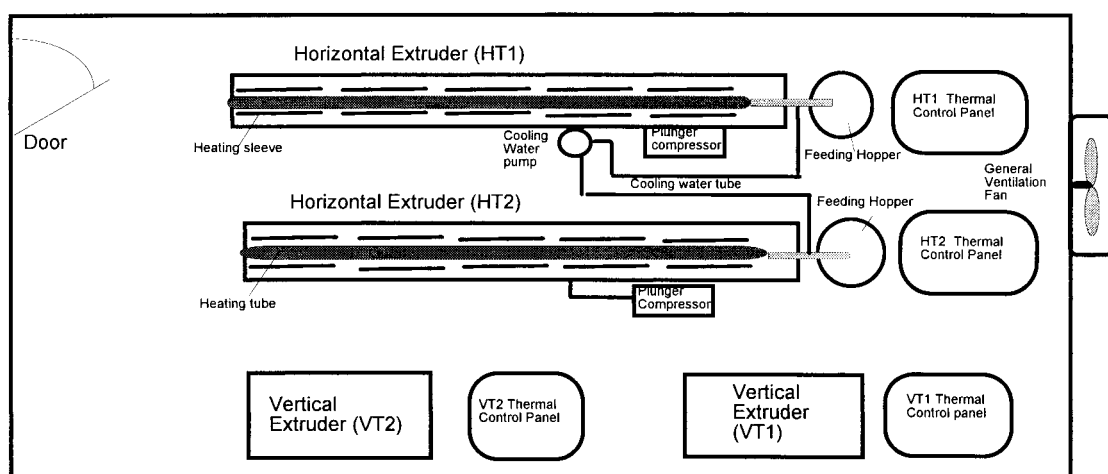 Horizontal Extruder (HT1)
HT1 Thermal
Control Panel
Door
Heating sleeve
Cooling
Water
pump
Plunger
compressor
Feeding Hopper
Cooling water tube
General
Ventilation
Fan
Horizontal Extruder (HT2)
Feeding Hopper
HT2 Thermal
Control Panel
Heating tube
Plunger
Compressor
Vertical
Extruder (VT2)
VT2 Thermal
Control Panel
Vertical
Extruder
(VT1)
VT1 Thermal
Control panel